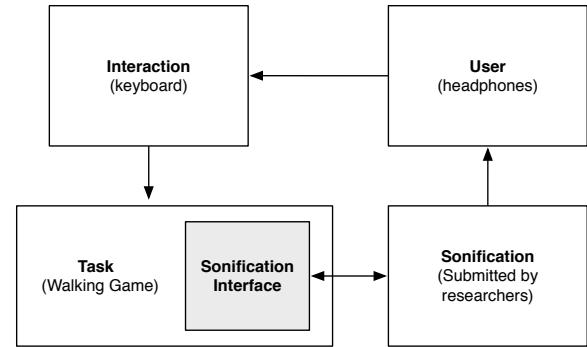 Interaction
(keyboard)
User
(headphones)
Task
(Walking Game)
Sonification
Interface
Sonification
(Submitted by
researchers)